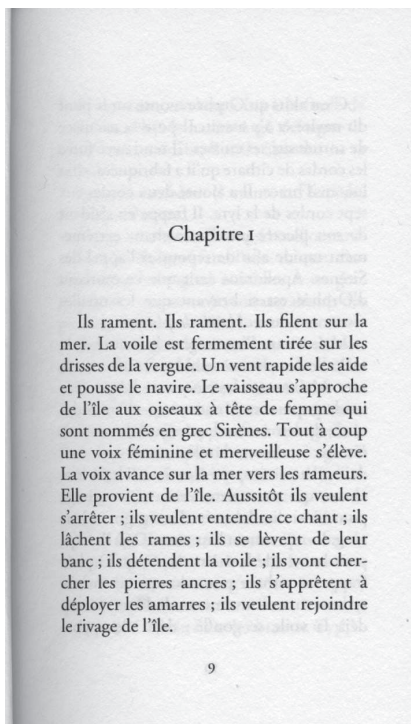 Chapitre I
Ils rament. Ils rament. Ils filent sur la
mer. La voile est fermement tirée sur les
drisses de la vergue. Un vent rapide les aide
et pousse le navire. Le vaisseau s'approche
de l'île aux oiseaux à tête de femme qui
sont nommés en grec Sirènes. Tout à coup
une voix féminine et merveilleuse s'élève.
La voix avance sur la mer vers les rameurs.
Elle provient de l'île. Aussitôt ils veulent
s'arrêter ; ils veulent entendre ce chant ; ils
lâchent les rames ; ils se lèvent de leur
banc ; ils détendent la voile ; ils vont cher-
cher les pierres ancres ; ils s'apprêtent à
déployer les amarres ; ils veulent rejoindre
le rivage de l'île.
9